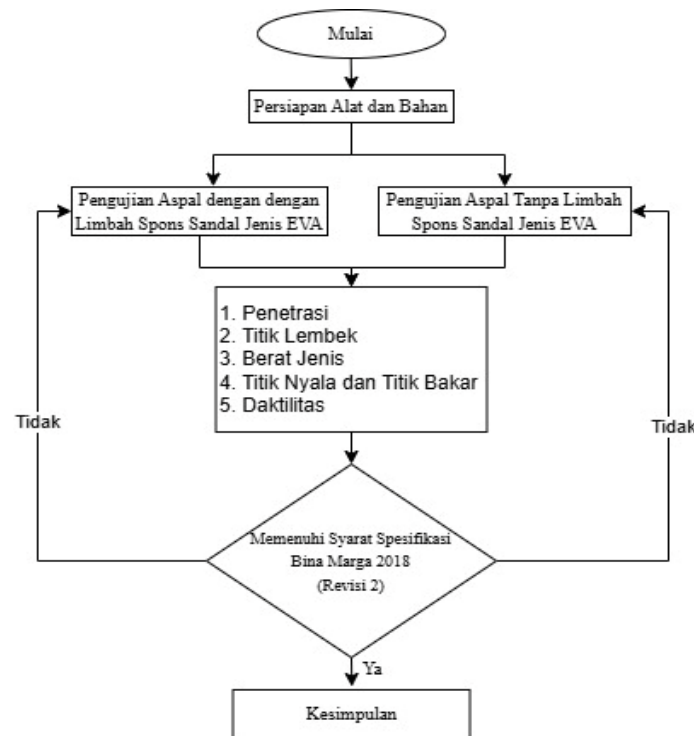 Mulai
Persiapan Alat dan Bahan
Pengujian Aspal dengan dengan
Limbah Spons Sandal Jenis EVA
Pengujian Aspal Tanpa Limbah
Spons Sandal Jenis EVA
1. Penetrasi
2. Titik Lembek
3. Berat Jenis
4. Titik Nyala dan Titik Bakar
5. Daktilitas
Tidak
Tidak
Memenuhi Syarat Spesifikasi
Bina Marga 2018
(Revisi 2)
Ya
Kesimpulan